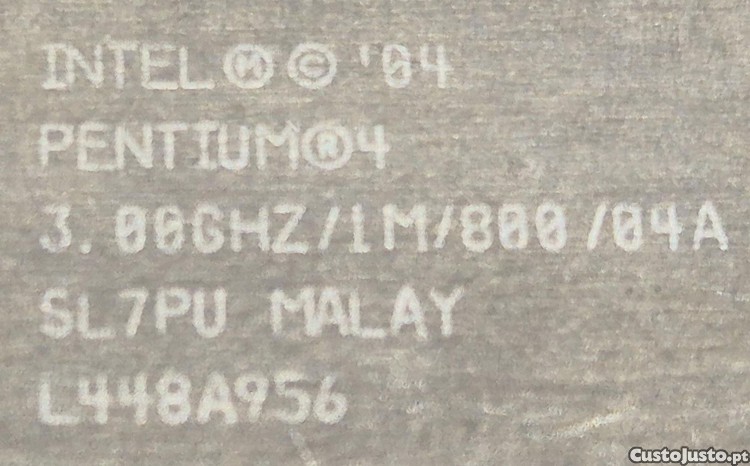 INTEL Ⓜ © '04
PENTIUM® 4
3.00GHZ/1M/800/04A
SL7PU MALAY
L448A956
CustoJusto.pt